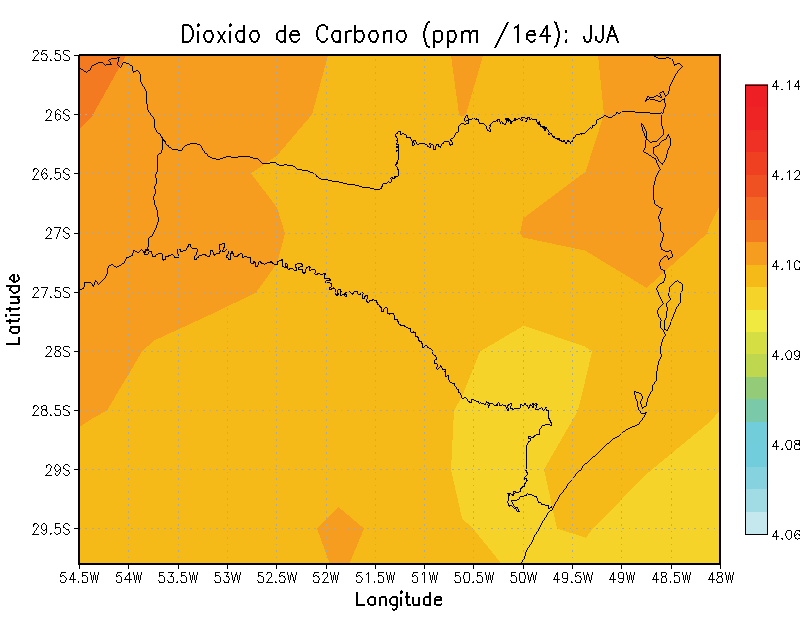 Dioxido de Carbono (ppm /1e4): JJA
25.5S
26S
26.5S
27S
27.5S
28S
28.5S
29S
29.5S
54.5W 54W 53.5W 53W 52.5W 52W 51.5W 51W 50.5W 50W 49.5W 49W 48.5W 48W
Longitude
Latitude
4.14
4.12
4.10
4.09
4.08
4.06